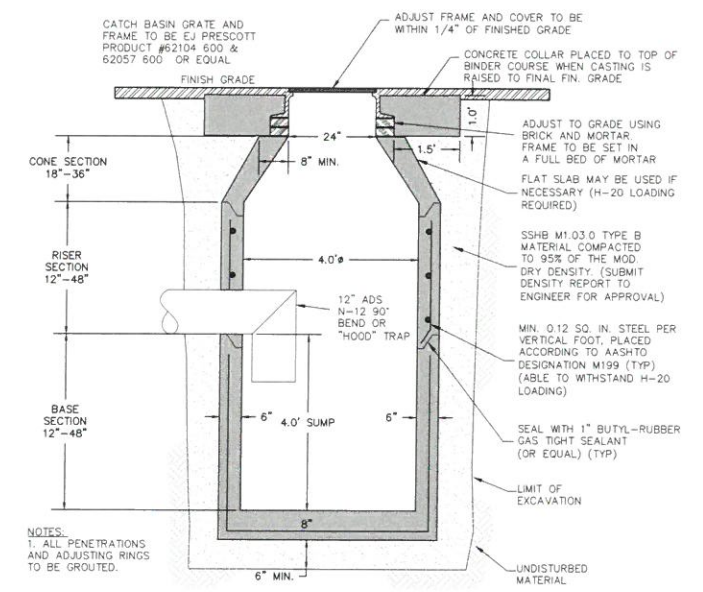 CATCH BASIN GRATE AND
FRAME TO BE EJ PRESCOTT
PRODUCT #62104 600 &
62057 600 OR EQUAL
FINISH GRADE
ADJUST FRAME AND COVER TO BE
WITHIN 1/4" OF FINISHED GRADE
CONCRETE COLLAR PLACED TO TOP OF
BINDER COURSE WHEN CASTING IS
RAISED TO FINAL FIN. GRADE
1.0'
24"
8" MIN.
1.5'
ADJUST TO GRADE USING
BRICK AND MORTAR.
FRAME TO BE SET IN
A FULL BED OF MORTAR
CONE SECTION
18"-36"
FLAT SLAB MAY BE USED IF
NECESSARY (H-20 LOADING
REQUIRED)
RISER
SECTION
12"-48"
4.0'ø
SSHB M1.03.0 TYPE B
MATERIAL COMPACTED
TO 95% OF THE MOD.
DRY DENSITY. (SUBMIT
DENSITY REPORT TO
ENGINEER FOR APPROVAL)
12" ADS
N-12 90°
BEND OR
"HOOD" TRAP
MIN. 0.12 SQ. IN. STEEL PER
VERTICAL FOOT, PLACED
ACCORDING TO AASHTO
DESIGNATION M199 (TYP)
(ABLE TO WITHSTAND H-20
LOADING)
BASE
SECTION
12"-48"
6"
4.0' SUMP
6"
SEAL WITH 1" BUTYL-RUBBER
GAS TIGHT SEALANT
(OR EQUAL) (TYP)
LIMIT OF
EXCAVATION
8"
NOTES:
1. ALL PENETRATIONS
AND ADJUSTING RINGS
TO BE GROUTED.
6" MIN.
UNDISTURBED
MATERIAL